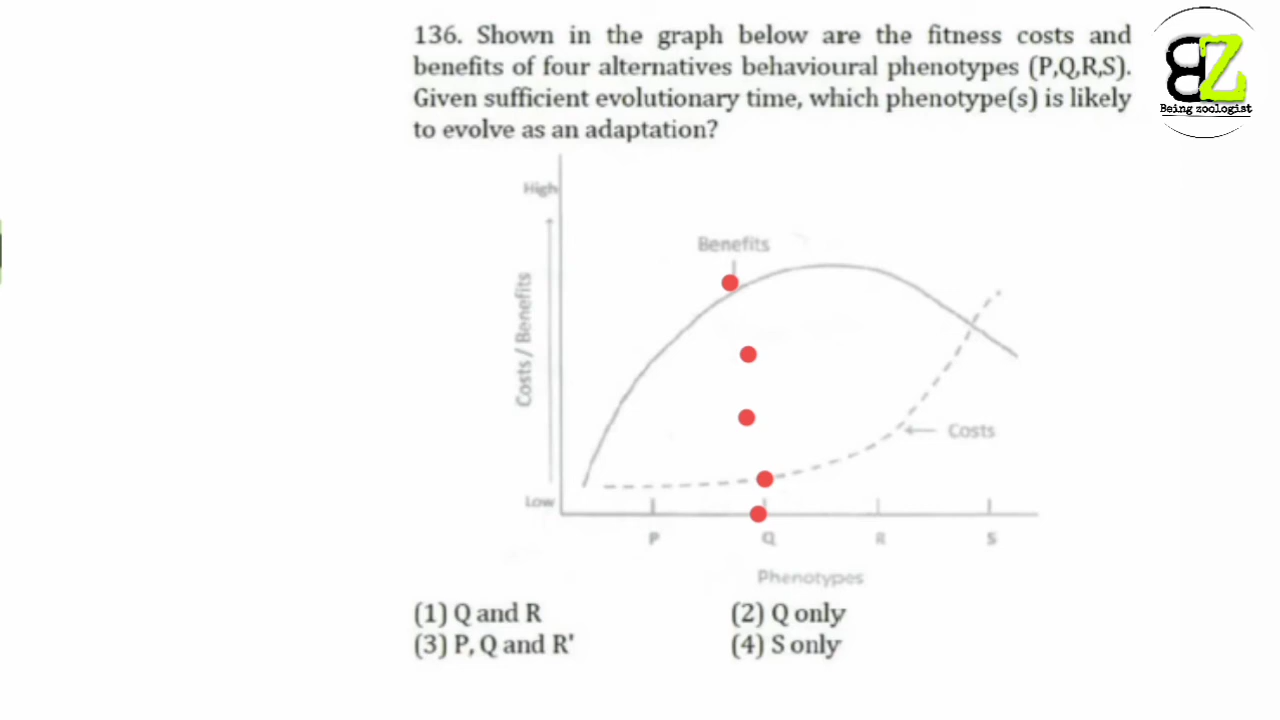 136. Shown in the graph below are the fitness costs and
benefits of four alternatives behavioural phenotypes (P,Q,R,S).
Given sufficient evolutionary time, which phenotype(s) is likely
to evolve as an adaptation?
BZ
Being zoologist
High
Benefits
Costs / Benefits
Costs
Low
P Q R S
Phenotypes
(1) Q and R (2) Q only
(3) P, Q and R' (4) S only